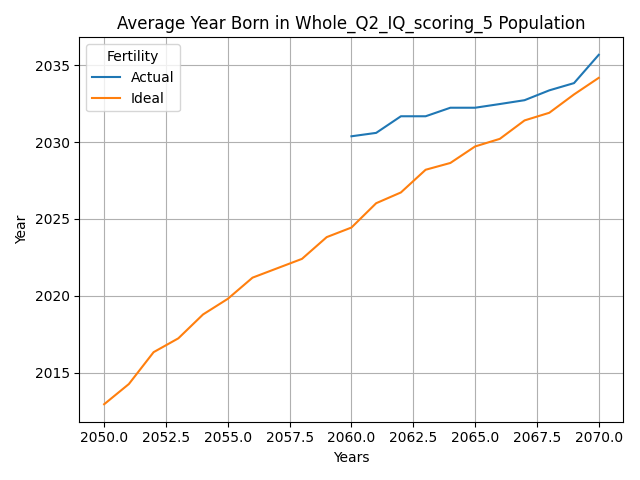 Average Year Born in Whole_Q2_IQ_scoring_5 Population
Fertility
Actual
Ideal
2035
2030
2025
2020
2015
Year
2050.0 2052.5 2055.0 2057.5 2060.0 2062.5 2065.0 2067.5 2070.0
Years